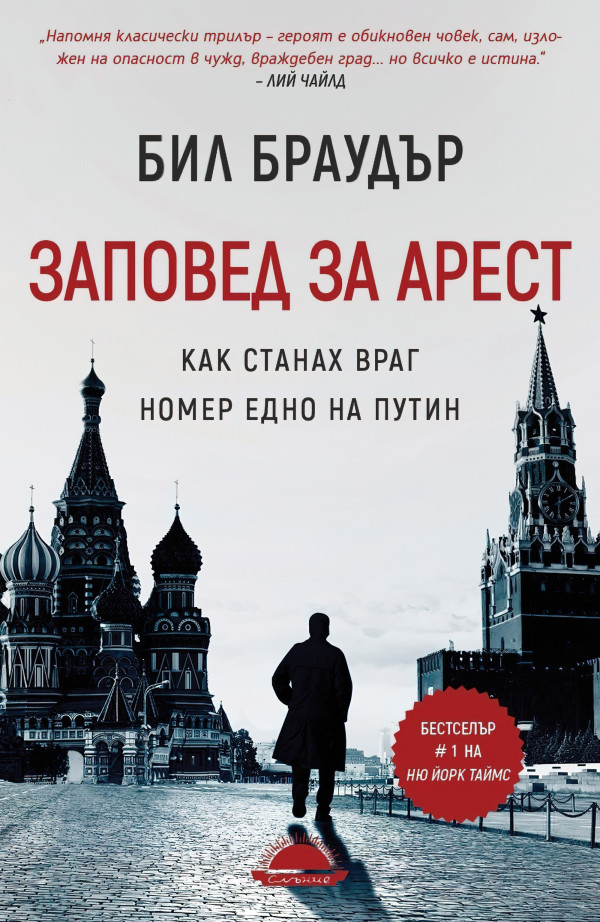 „Напомня класически трилър – героят е обикновен човек, сам, изло-
жен на опасност в чужд, враждебен град... но всичко е истина.“
– ЛИЙ ЧАЙЛД
БИЛ БРАУДЪР
ЗАПОВЕД ЗА АРЕСТ
КАК СТАНАХ ВРАГ
НОМЕР ЕДНО НА ПУТИН
БЕСТСЕЛЪР
# 1 НА
НЮ ЙОРК ТАЙМС
Слънце